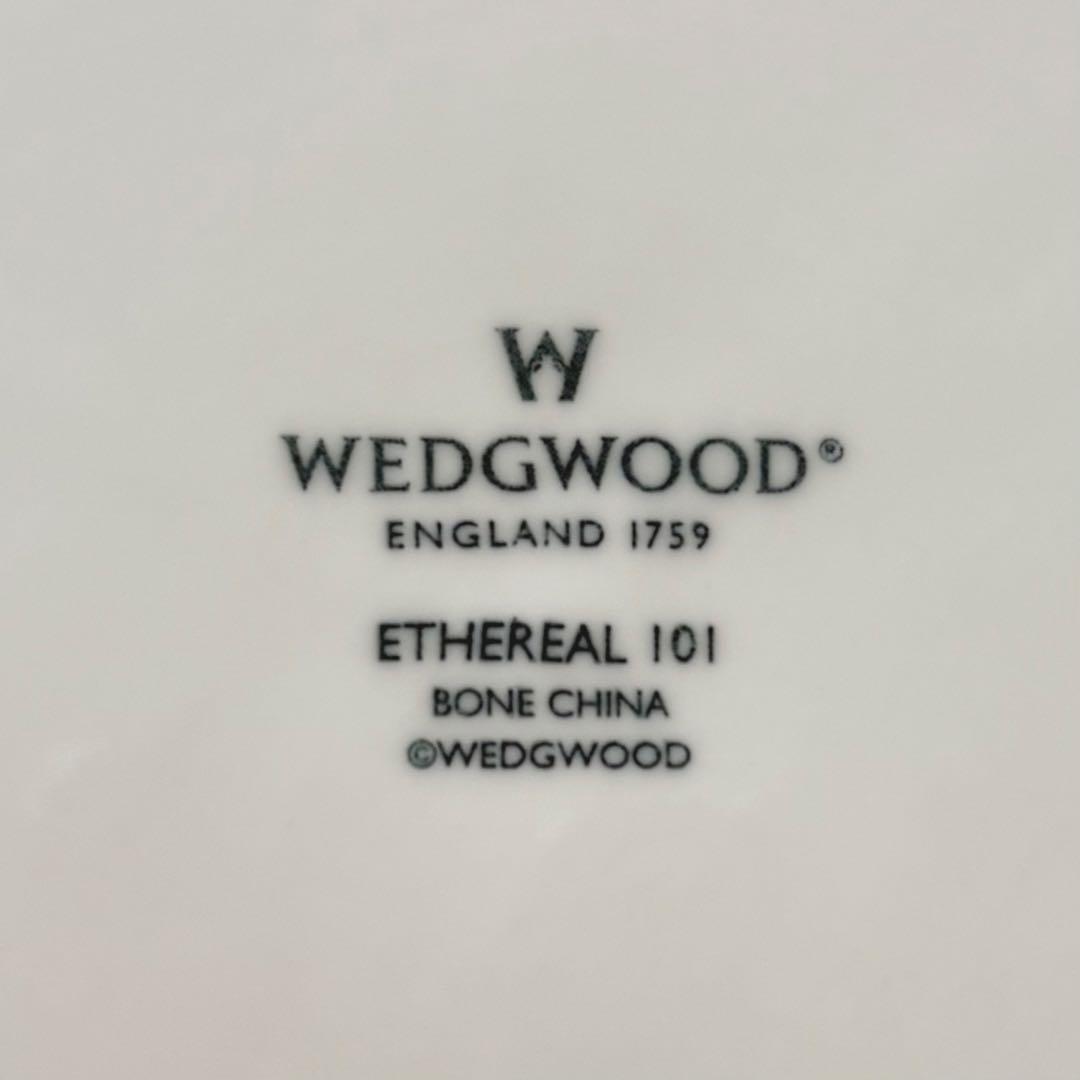 W
WEDGWOOD®
ENGLAND 1759
ETHEREAL 101
BONE CHINA
©WEDGWOOD